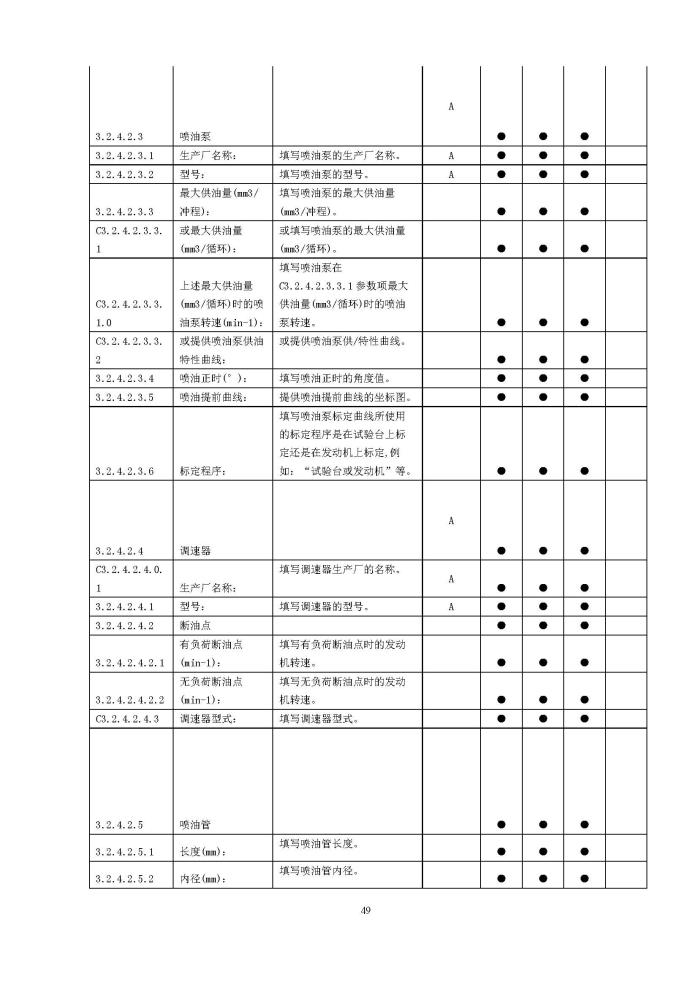 A
3.2.4.2.3 喷油泵 ● ● ●
3.2.4.2.3.1 生产厂名称： 填写喷油泵的生产厂名称。 A ● ● ●
3.2.4.2.3.2 型号： 填写喷油泵的型号。 A ● ● ●
最大供油量(mm3/ 填写喷油泵的最大供油量
3.2.4.2.3.3 冲程)： (mm3/冲程)。 ● ● ●
C3.2.4.2.3.3. 或最大供油量 或填写喷油泵的最大供油量
1 (mm3/循环)： (mm3/循环)。 ● ● ●
填写喷油泵在
上述最大供油量 C3.2.4.2.3.3.1参数项最大
C3.2.4.2.3.3. (mm3/循环)时的喷 供油量(mm3/循环)时的喷油
1.0 油泵转速(min-1)： 泵转速。 ● ● ●
C3.2.4.2.3.3. 或提供喷油泵供油 或提供喷油泵供/特性曲线。
2 特性曲线： ● ● ●
3.2.4.2.3.4 喷油正时(°)： 填写喷油正时的角度值。 ● ● ●
3.2.4.2.3.5 喷油提前曲线： 提供喷油提前曲线的坐标图。 ● ● ●
填写喷油泵标定曲线所使用
的标定程序是在试验台上标
定还是在发动机上标定,例
3.2.4.2.3.6 标定程序： 如：“试验台或发动机”等。 ● ● ●
A
3.2.4.2.4 调速器 ● ● ●
C3.2.4.2.4.0. 填写调速器生产厂的名称。 A
1 生产厂名称： ● ● ●
3.2.4.2.4.1 型号： 填写调速器的型号。 A ● ● ●
3.2.4.2.4.2 断油点 ● ● ●
有负荷断油点 填写有负荷断油点时的发动
3.2.4.2.4.2.1 (min-1)： 机转速。 ● ● ●
无负荷断油点 填写无负荷断油点时的发动
3.2.4.2.4.2.2 (min-1)： 机转速。 ● ● ●
C3.2.4.2.4.3 调速器型式： 填写调速器型式。 ● ● ●
3.2.4.2.5 喷油管 ● ● ●
填写喷油管长度。
3.2.4.2.5.1 长度(mm)： ● ● ●
填写喷油管内径。
3.2.4.2.5.2 内径(mm)： ● ● ●
49